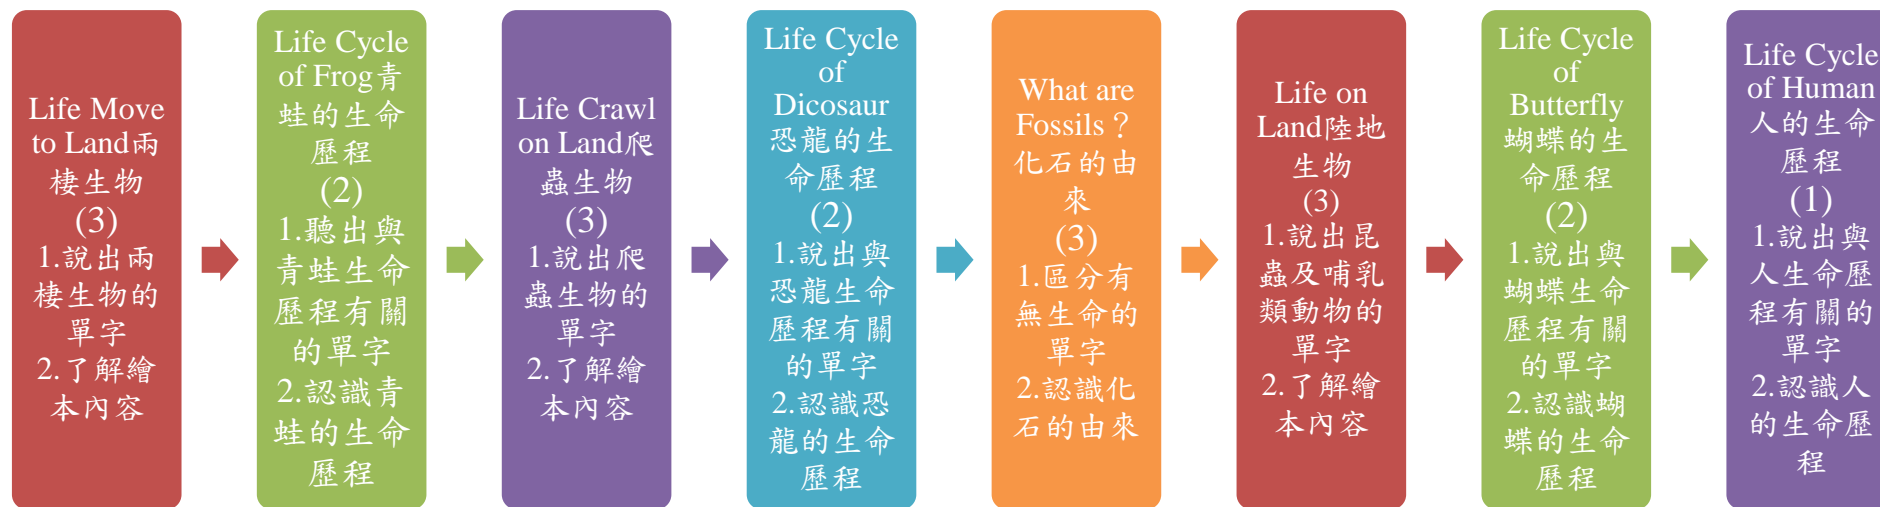 Life Move
to Land兩
棲生物
(3)
1.說出兩
棲生物的
單字
2.了解繪
本內容
Life Cycle
of Frog青
蛙的生命
歷程
(2)
1.聽出與
青蛙生命
歷程有關
的單字
2.認識青
蛙的生命
歷程
Life Crawl
on Land爬
蟲生物
(3)
1.說出爬
蟲生物的
單字
2.了解繪
本內容
Life Cycle
of
Dicosaur
恐龍的生
命歷程
(2)
1.說出與
恐龍生命
歷程有關
的單字
2.認識恐
龍的生命
歷程
What are
Fossils？
化石的由
來
(3)
1.區分有
無生命的
單字
2.認識化
石的由來
Life on
Land陸地
生物
(3)
1.說出昆
蟲及哺乳
類動物的
單字
2.了解繪
本內容
Life Cycle
of
Butterfly
蝴蝶的生
命歷程
(2)
1.說出與
蝴蝶生命
歷程有關
的單字
2.認識蝴
蝶的生命
歷程
Life Cycle
of Human
人的生命
歷程
(1)
1.說出與
人生命歷
程有關的
單字
2.認識人
的生命歷
程